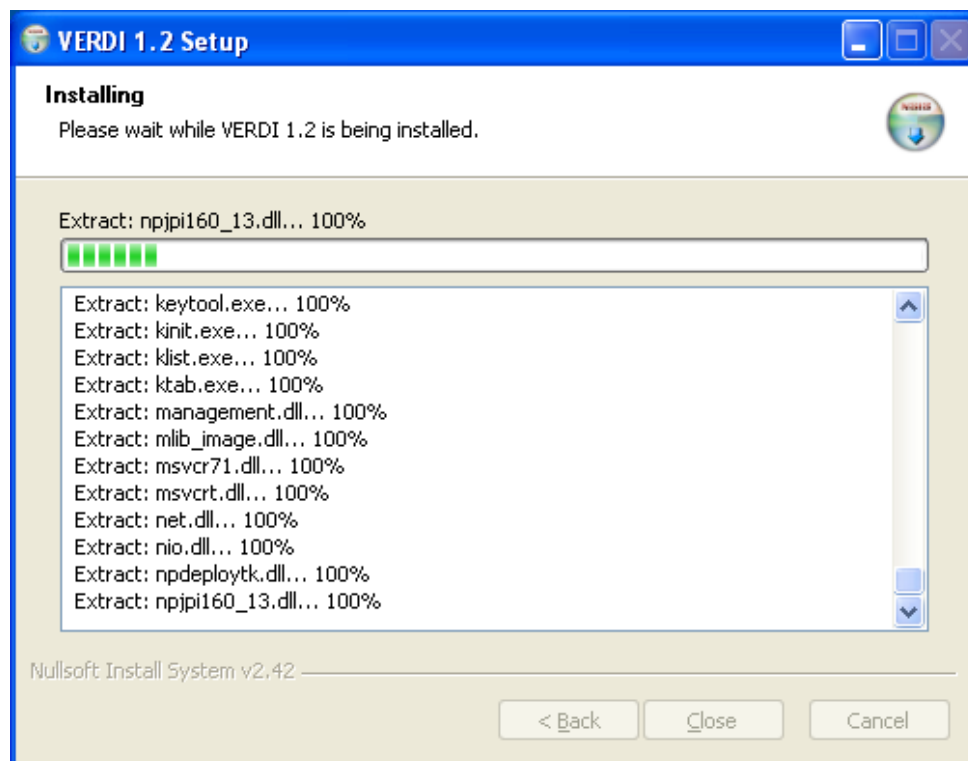 VERDI 1.2 Setup
Installing
Please wait while VERDI 1.2 is being installed.
Extract: npjpi160_13.dll... 100%
Extract: keytool.exe... 100%
Extract: kinit.exe... 100%
Extract: klist.exe... 100%
Extract: ktab.exe... 100%
Extract: management.dll... 100%
Extract: mlib_image.dll... 100%
Extract: msvcr71.dll... 100%
Extract: msvcrt.dll... 100%
Extract: net.dll... 100%
Extract: nio.dll... 100%
Extract: npdeploytk.dll... 100%
Extract: npjpi160_13.dll... 100%
Nullsoft Install System v2.42
< Back Close Cancel